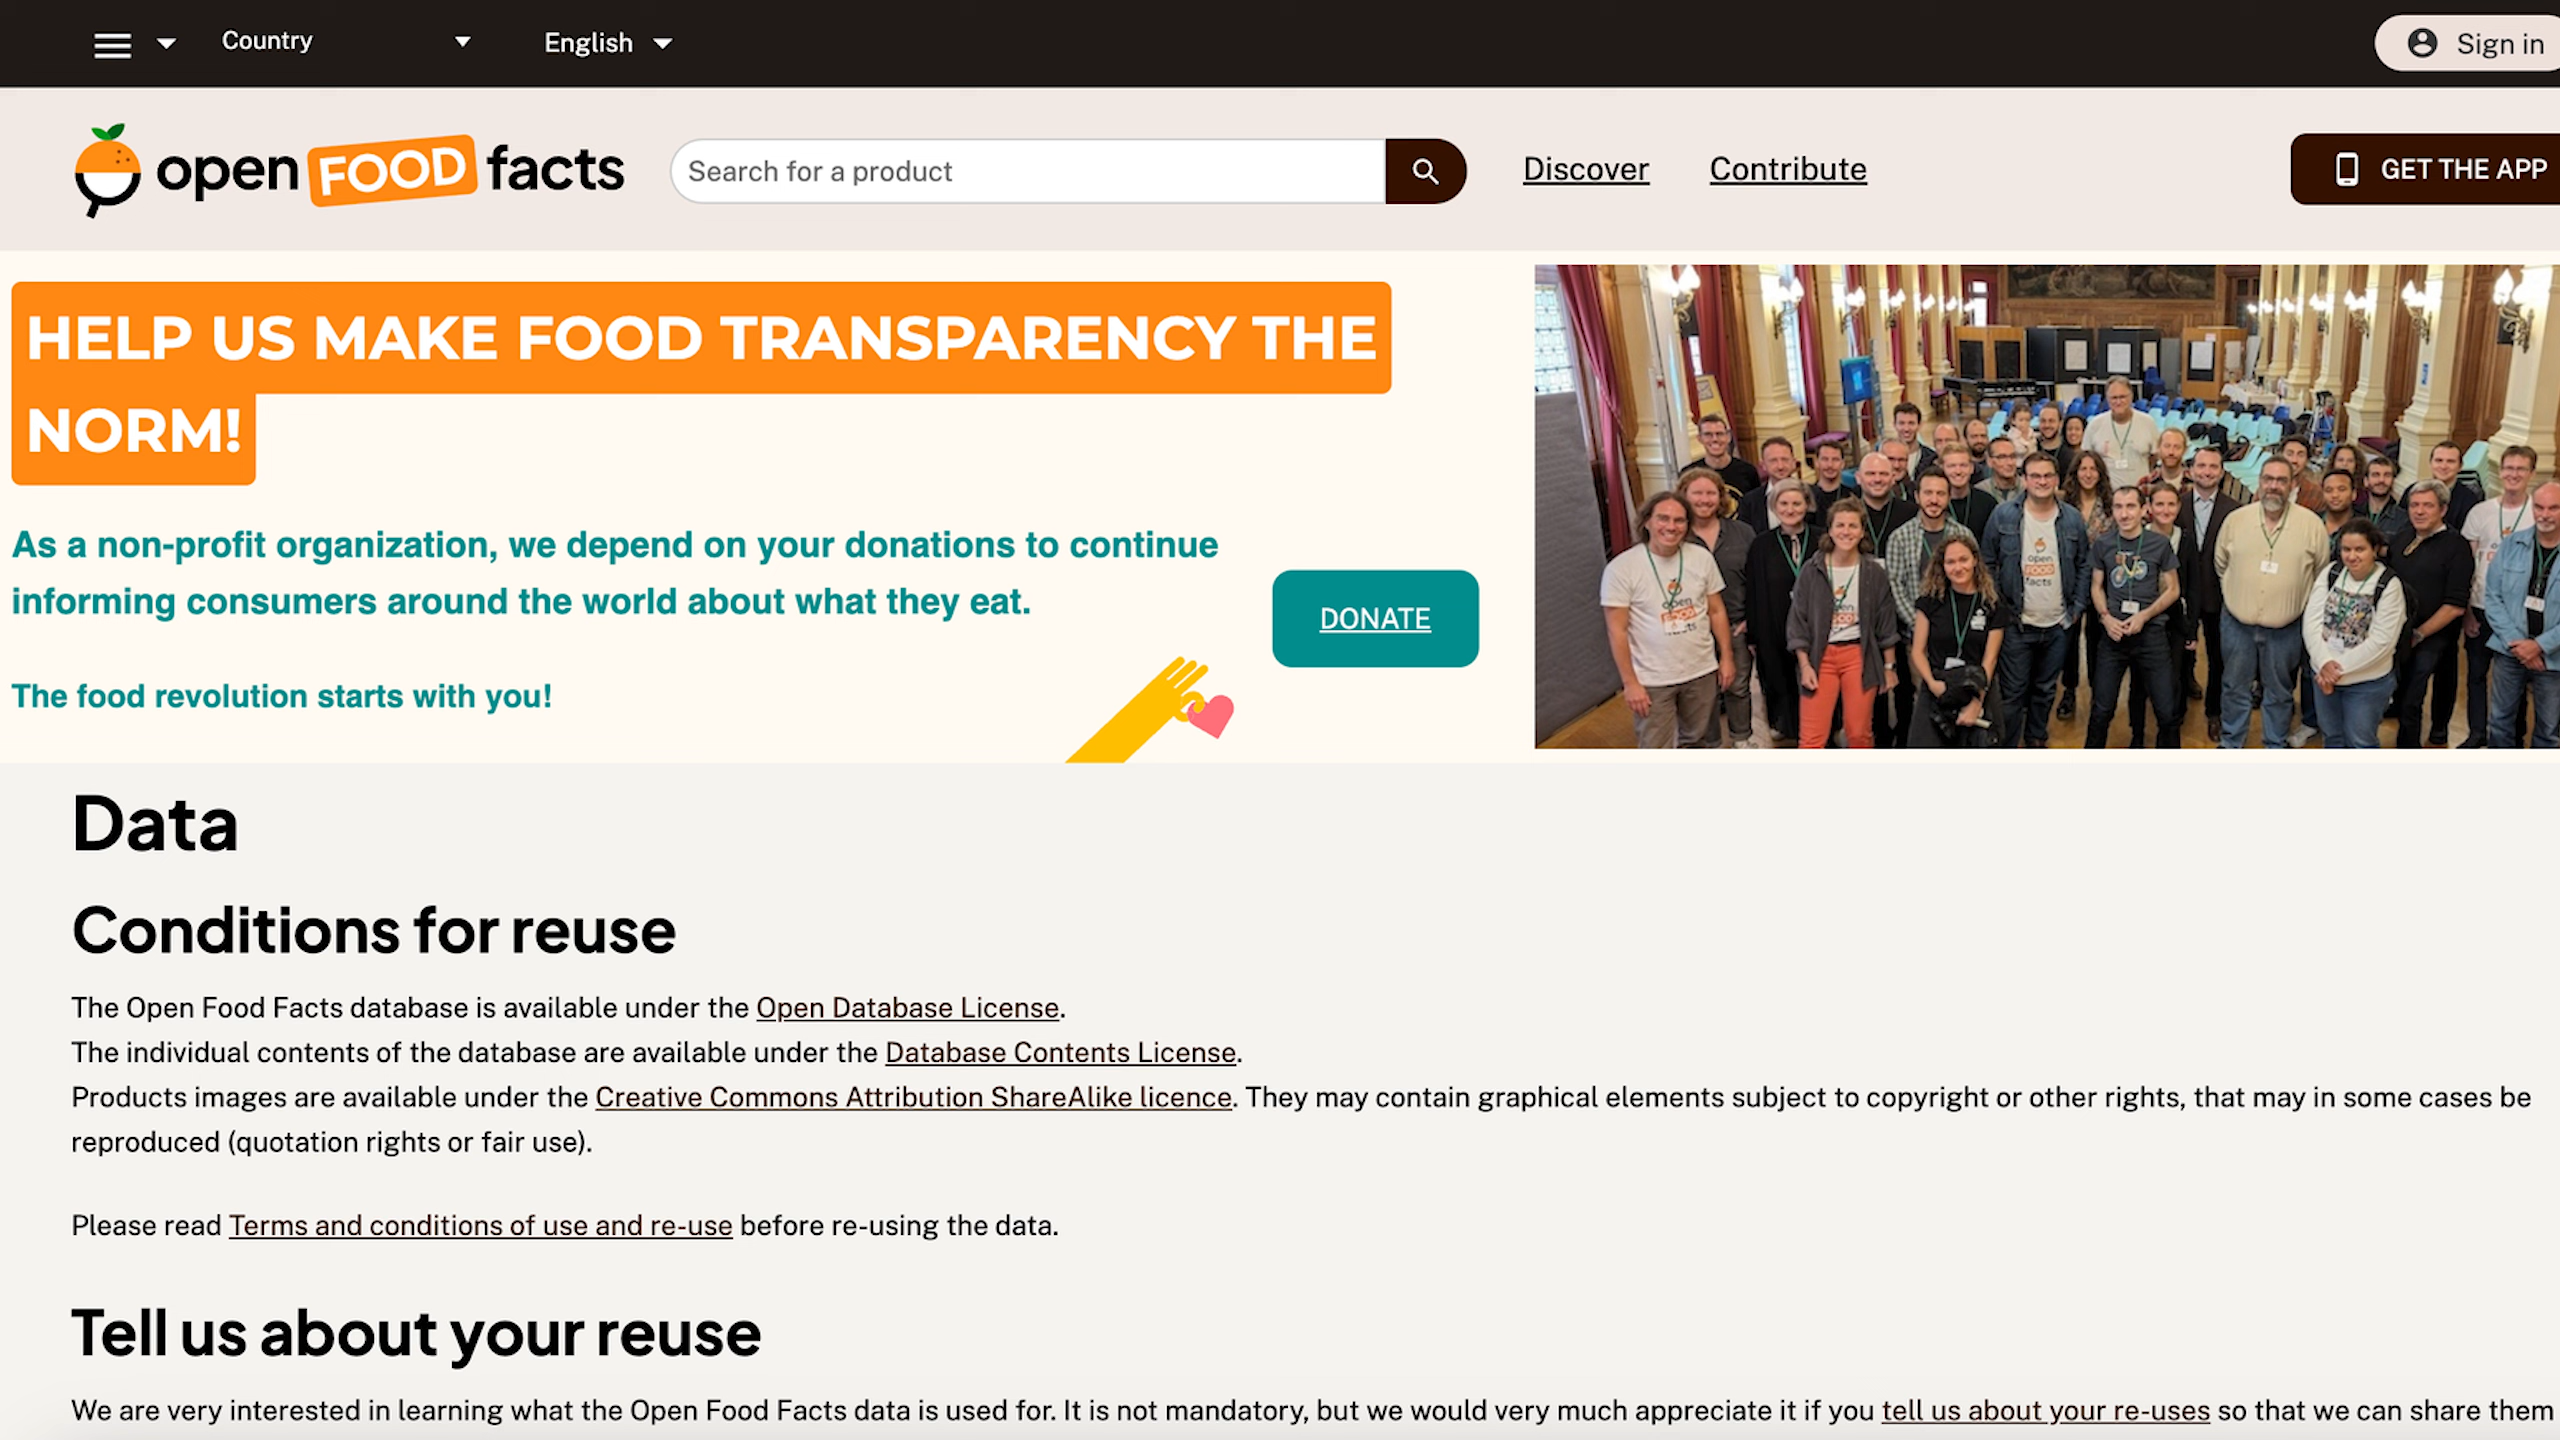 Country
English
Sign in
open FOOD facts
Search for a product
Discover
Contribute
GET THE APP
HELP US MAKE FOOD TRANSPARENCY THE
NORM!
As a non-profit organization, we depend on your donations to continue
informing consumers around the world about what they eat.
DONATE
The food revolution starts with you!
open
FOOD
facts
Data
Conditions for reuse
The Open Food Facts database is available under the Open Database License.
The individual contents of the database are available under the Database Contents License.
Products images are available under the Creative Commons Attribution ShareAlike licence. They may contain graphical elements subject to copyright or other rights, that may in some cases be
reproduced (quotation rights or fair use).
Please read Terms and conditions of use and re-use before re-using the data.
Tell us about your reuse
We are very interested in learning what the Open Food Facts data is used for. It is not mandatory, but we would very much appreciate it if you tell us about your re-uses so that we can share them